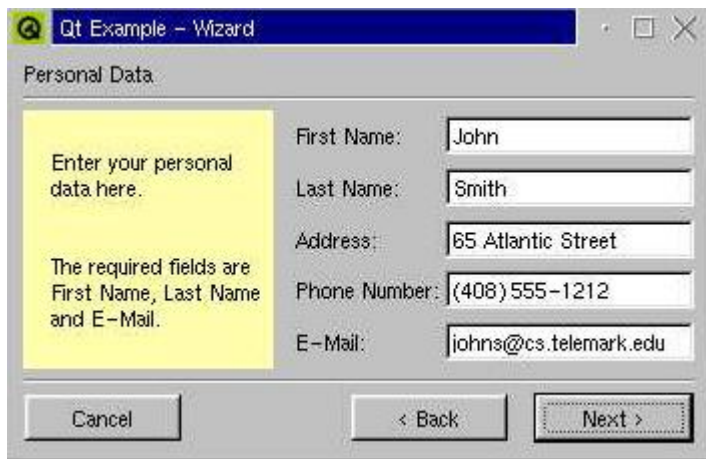 Qt Example – Wizard
Personal Data
Enter your personal
data here.
The required fields are
First Name, Last Name
and E–Mail.
First Name: John
Last Name: Smith
Address: 65 Atlantic Street
Phone Number: (408)555–1212
E–Mail: johns@cs.telemark.edu
Cancel
< Back
Next >